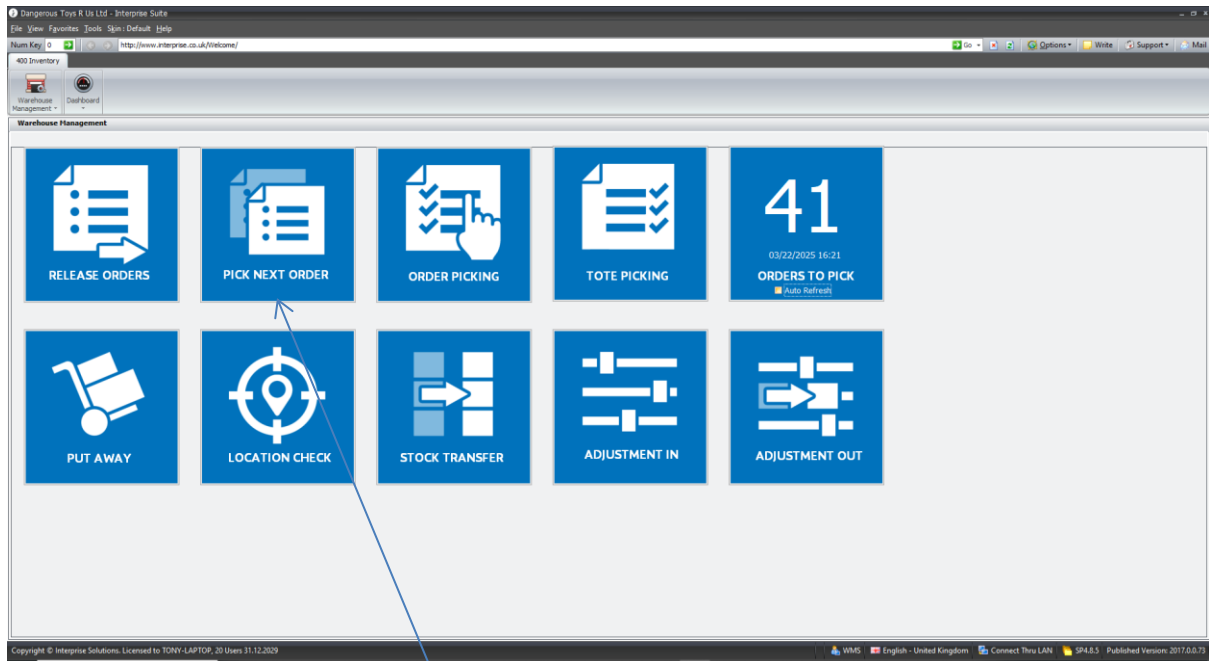 Dangerous Toys R Us Ltd - Interprise Suite
File View Favorites Tools Skin : Default Help
Num Key 0 http://www.interprise.co.uk/Welcome/ Go Options Write Support Mail
400 Inventory
Warehouse Management
Dashboard
Warehouse Management
RELEASE ORDERS
PICK NEXT ORDER
ORDER PICKING
TOTE PICKING
41
03/22/2025 16:21
ORDERS TO PICK
Auto Refresh
PUT AWAY
LOCATION CHECK
STOCK TRANSFER
ADJUSTMENT IN
ADJUSTMENT OUT
Copyright © Interprise Solutions. Licensed to TONY-LAPTOP, 20 Users 31.12.2029 WMS English - United Kingdom Connect Thru LAN SP4.8.5 Published Version: 2017.0.0.73